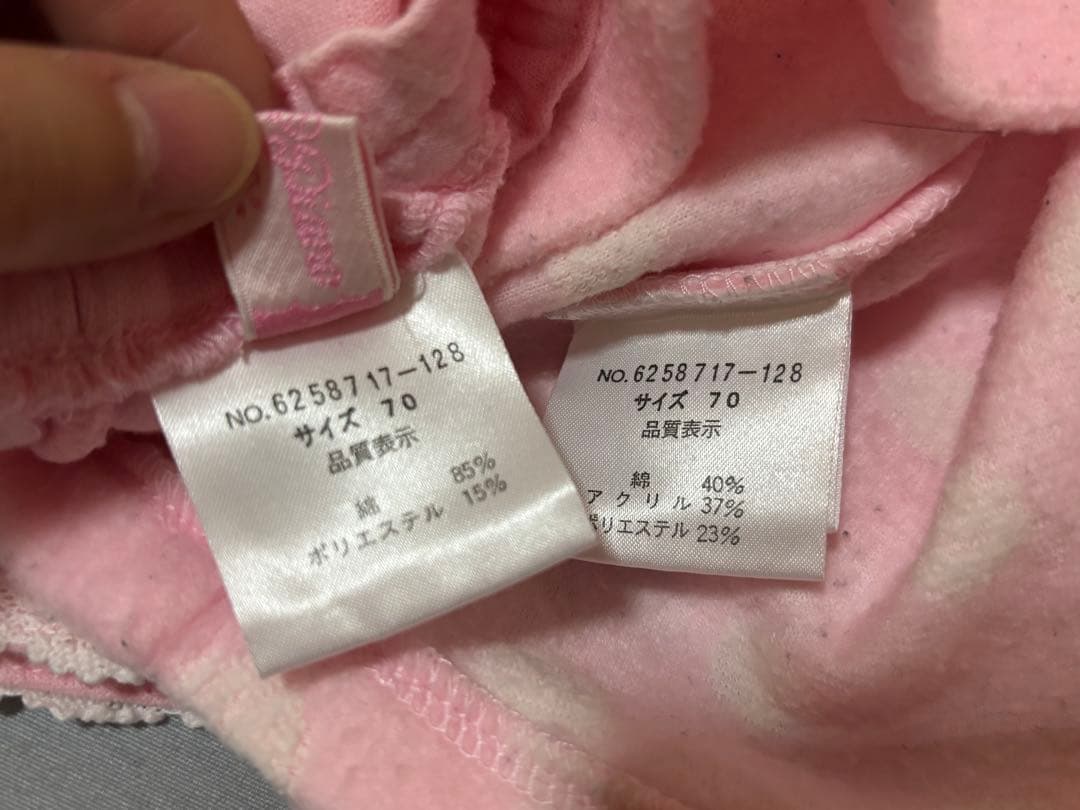 NO.6258717-128
サイズ 70
品質表示
綿 85%
ポリエステル 15%
NO.6258717-128
サイズ 70
品質表示
綿 40%
アクリル 37%
ポリエステル 23%